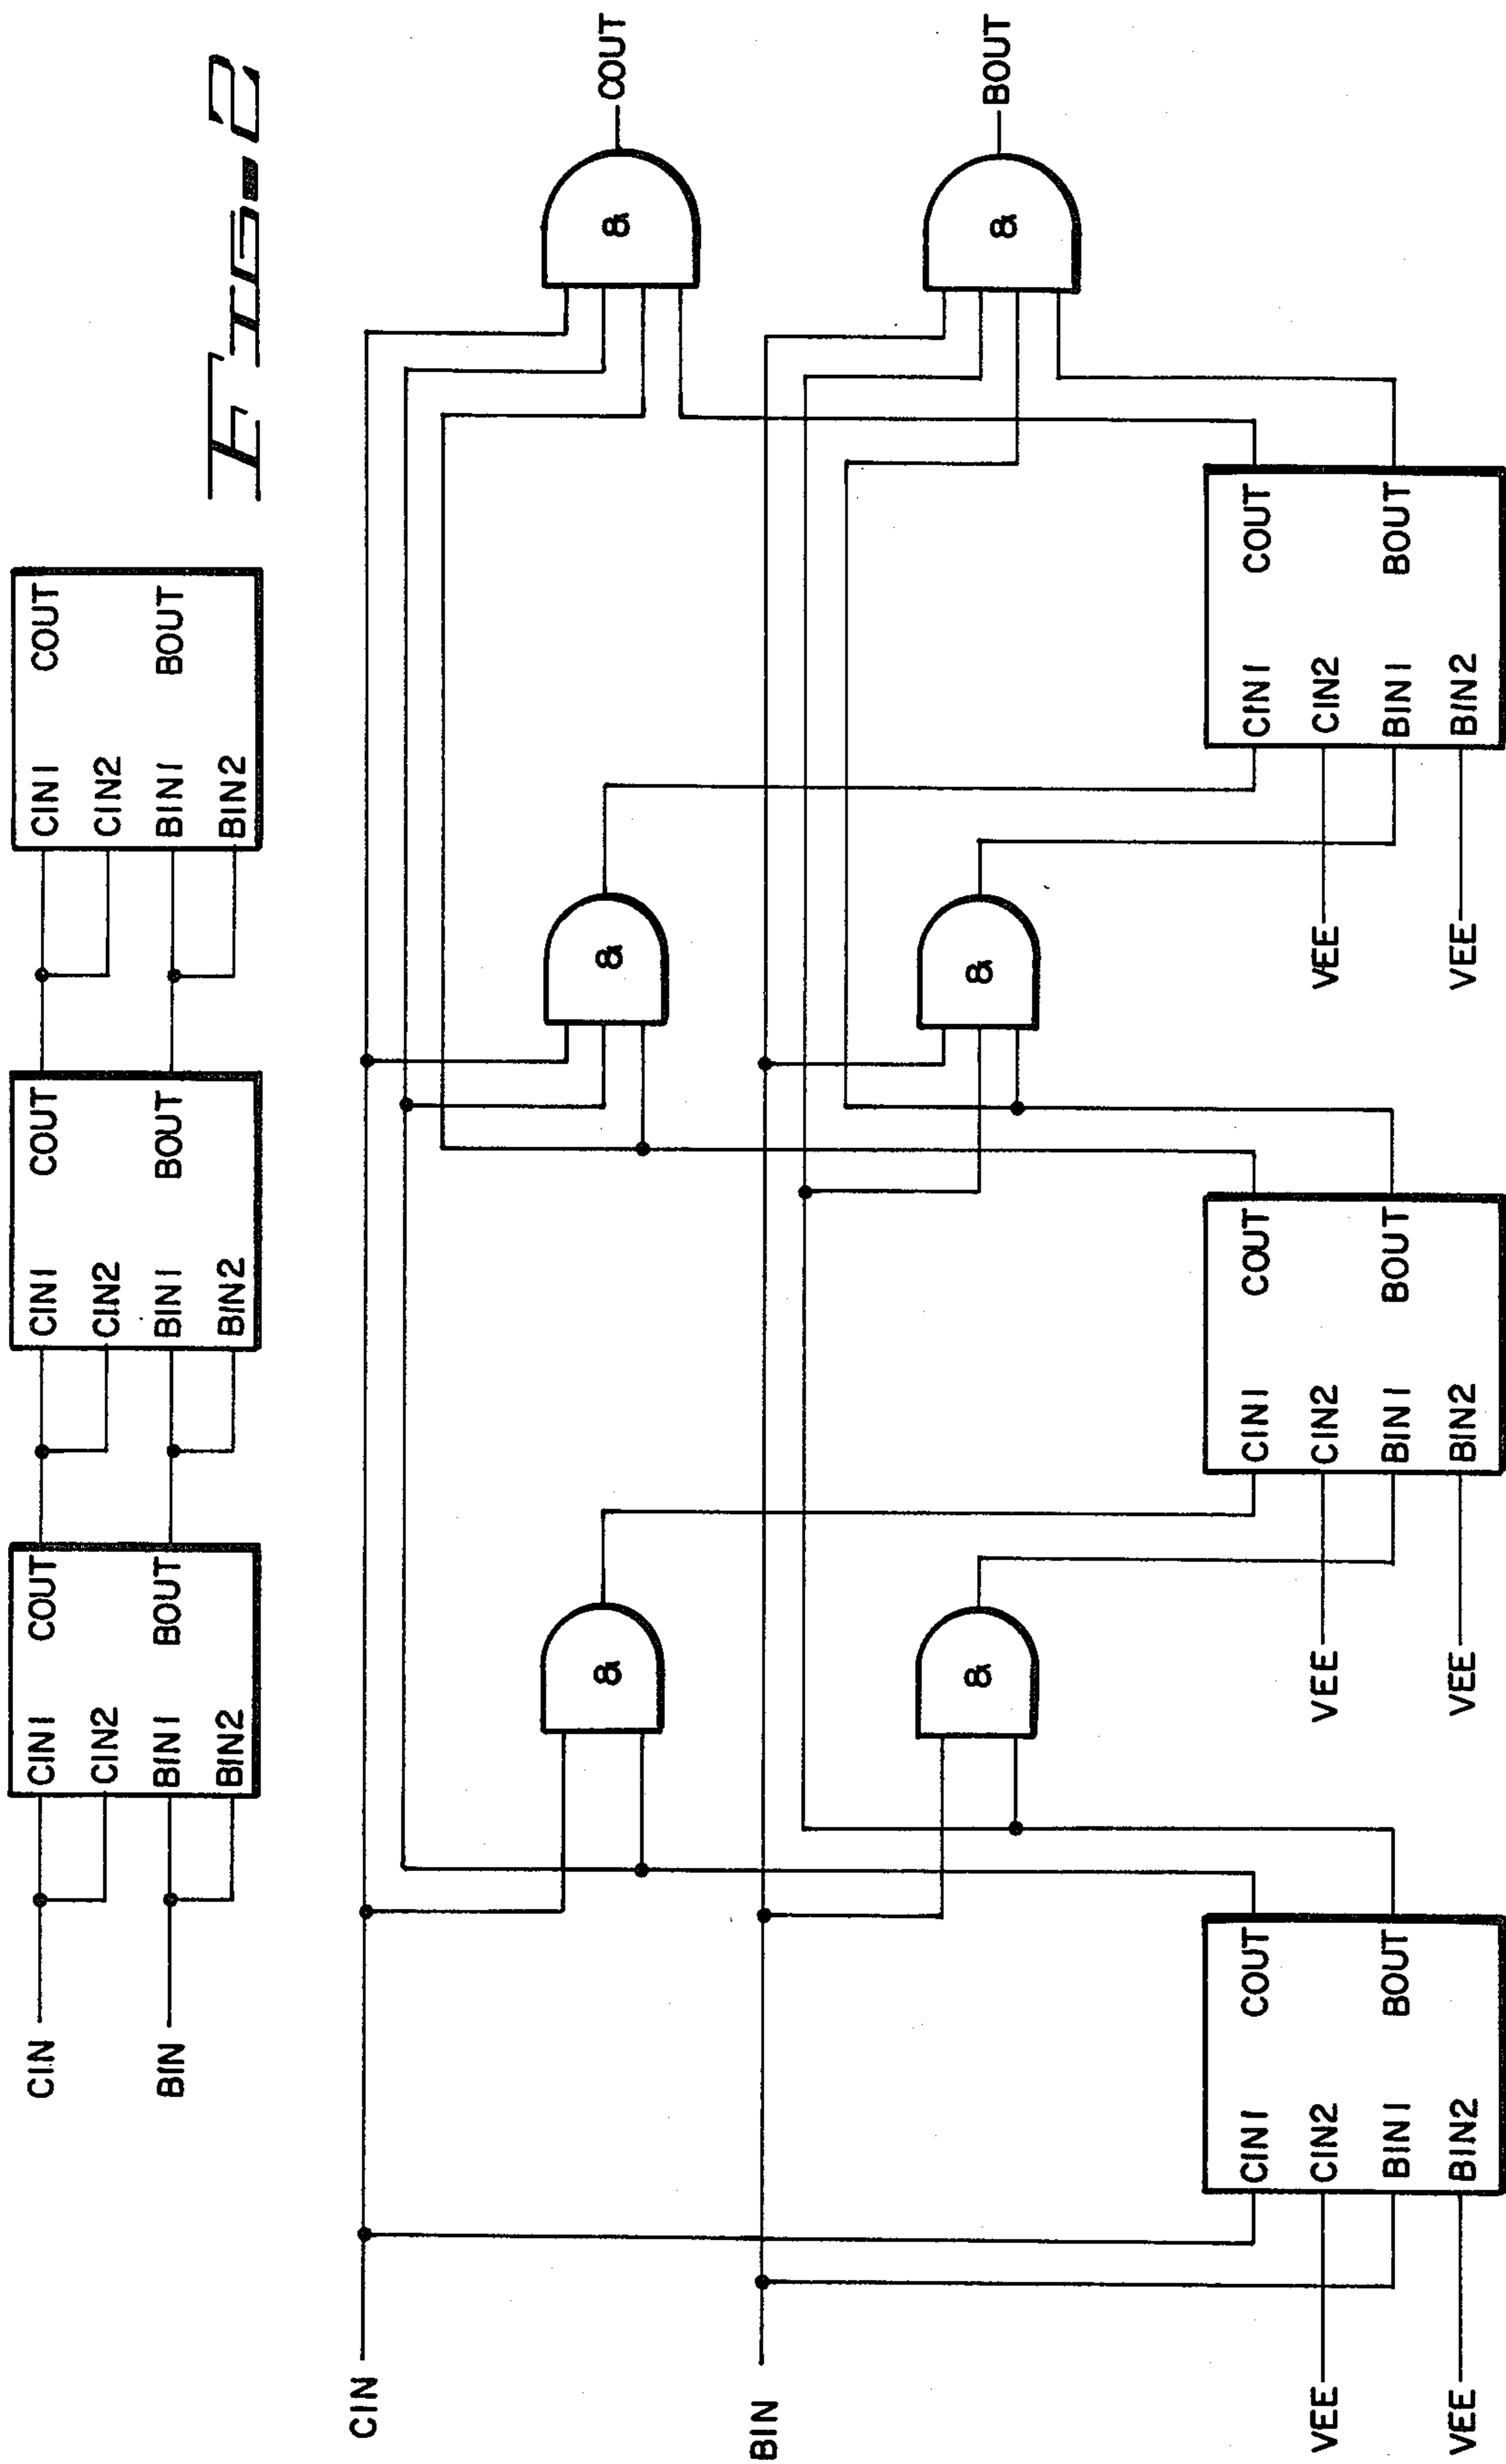 CIN CIN1 COUT CIN1 COUT CIN1 COUT
CIN2 CIN2 CIN2
BIN BIN1 BOUT BIN1 BOUT BIN1 BOUT
BIN2 BIN2 BIN2
FIG-2
CIN
& & & COUT
BIN
& & & BOUT
CIN1 COUT CIN1 COUT CIN1 COUT
VEE CIN2 VEE CIN2 VEE CIN2
BIN1 BOUT BIN1 BOUT BIN1 BOUT
VEE BIN2 VEE BIN2 VEE BIN2